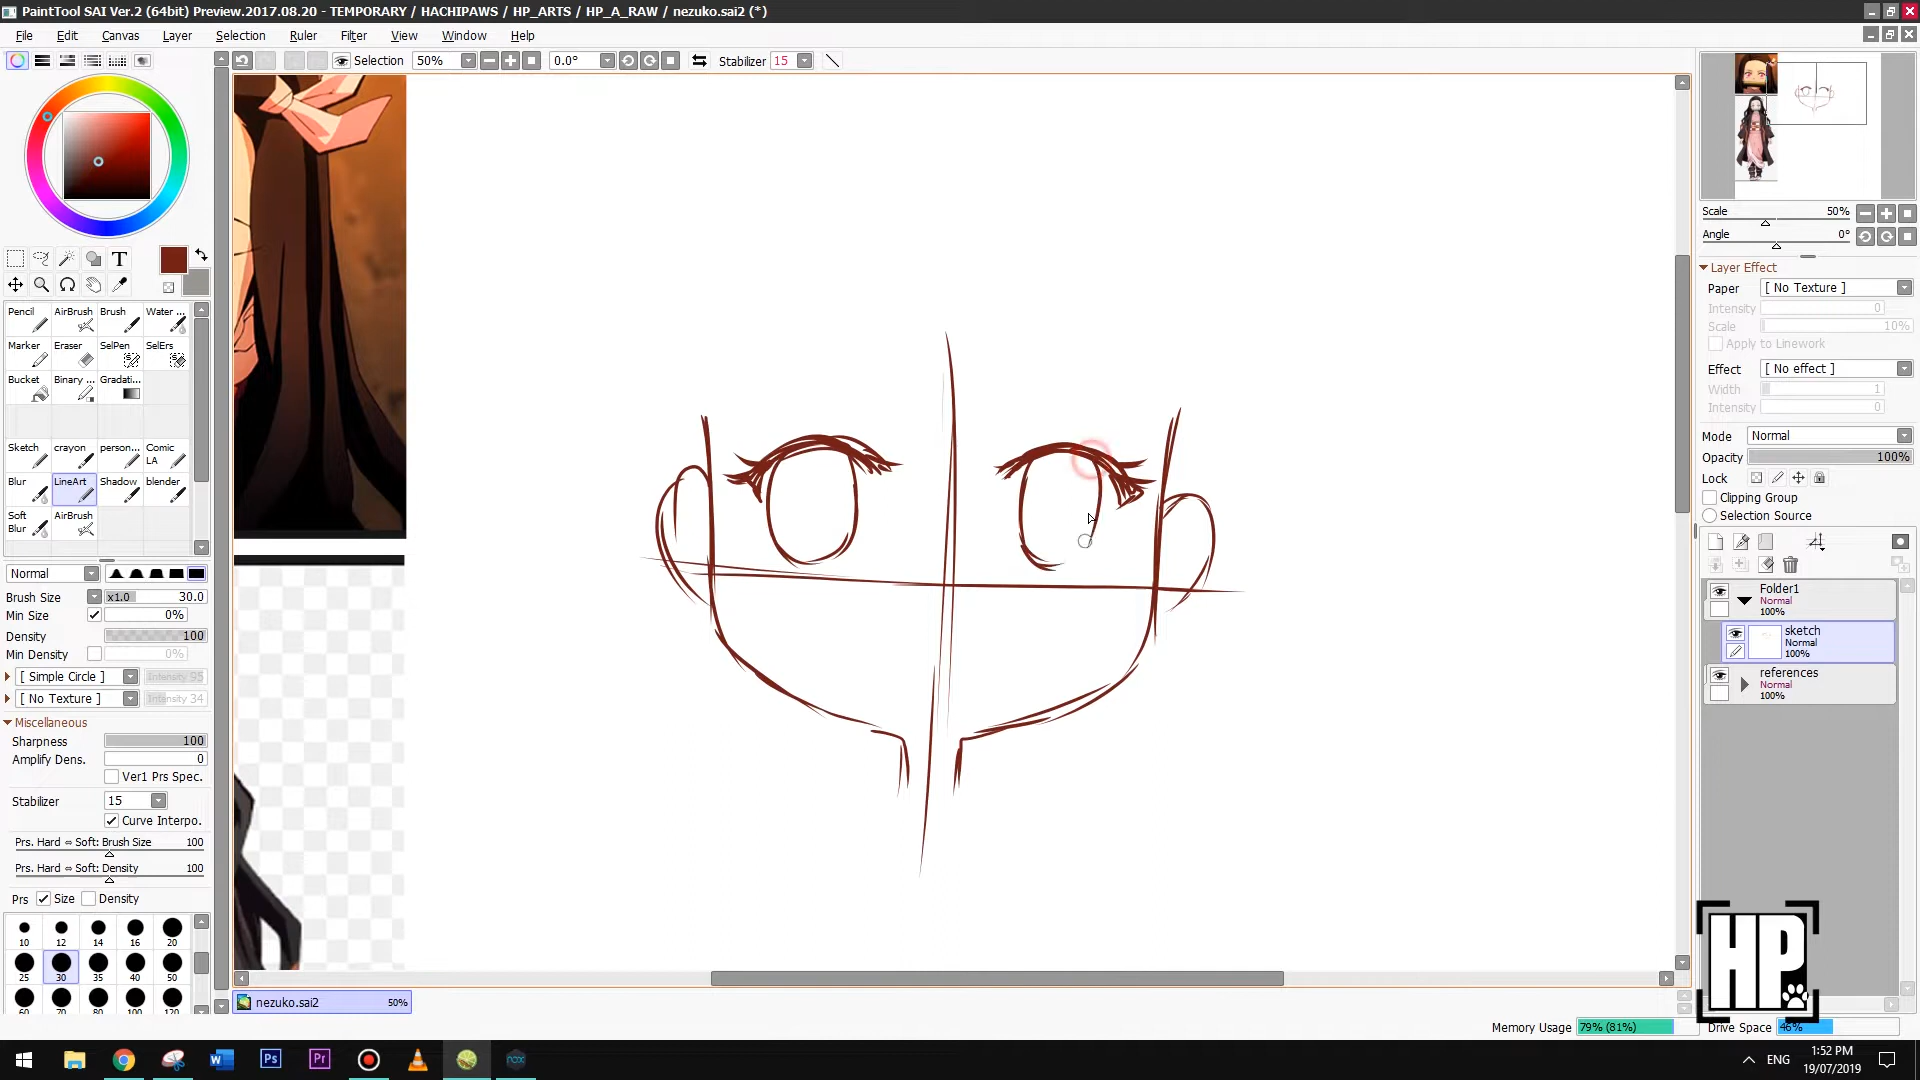 PaintTool SAI Ver.2 (64bit) Preview.2017.08.20 - TEMPORARY / HACHIPAWS / HP_ARTS / HP_A_RAW / nezuko.sai2 (*)
File Edit Canvas Layer Selection Ruler Filter View Window Help
Selection 50% 0.0° Stabilizer 15
T
Pencil AirBrush Brush Water ...
Marker Eraser SelPen SelErs
Bucket Binary ... Gradati...
Sketch crayon person... Comic LA
Blur LineArt Shadow blender
Soft Blur AirBrush
Normal
Brush Size x1.0 30.0
Min Size 0%
Density 100
Min Density 0%
[ Simple Circle ] Intensity 95
[ No Texture ] Intensity 34
Miscellaneous
Sharpness 100
Amplify Dens. 0
Ver1 Prs Spec.
Stabilizer 15
Curve Interpo.
Prs. Hard ⇔ Soft: Brush Size 100
Prs. Hard ⇔ Soft: Density 100
Prs Size Density
10 12 14 16 20
25 30 35 40 50
60 70 80 100 120
nezuko.sai2 50%
Scale 50%
Angle 0°
Layer Effect
Paper [ No Texture ]
Intensity 0
Scale 10%
Apply to Linework
Effect [ No effect ]
Width 1
Intensity 0
Mode Normal
Opacity 100%
Lock
Clipping Group
Selection Source
Folder1
Normal
100%
sketch
Normal
100%
references
Normal
100%
HP
Memory Usage 79% (81%) Drive Space 46%
W Ps Pr nox ENG 1:52 PM
19/07/2019